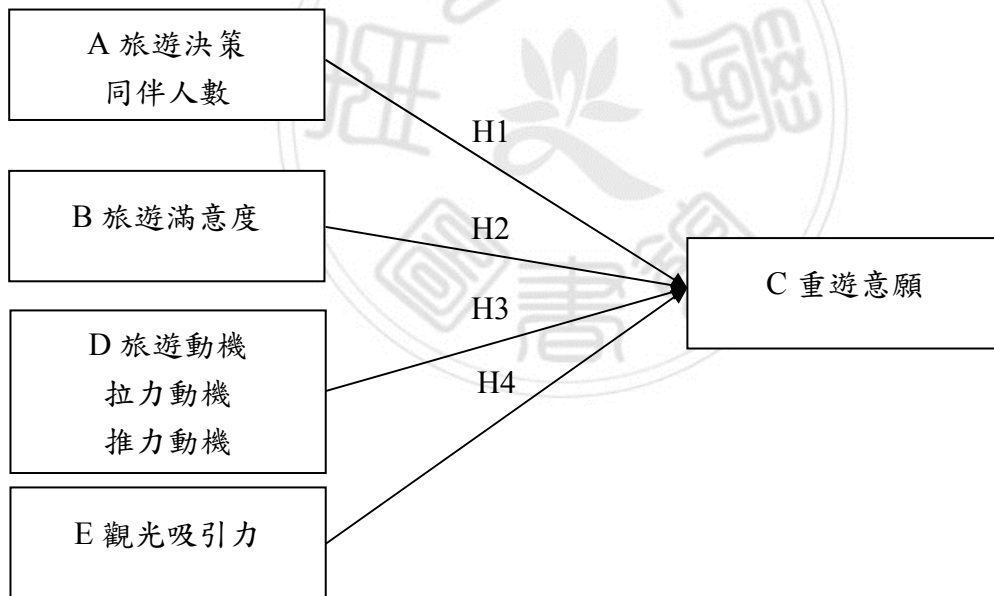 A 旅遊決策
同伴人數
H1
B 旅遊滿意度
H2
C 重遊意願
H3
D 旅遊動機
拉力動機
推力動機
H4
E 觀光吸引力